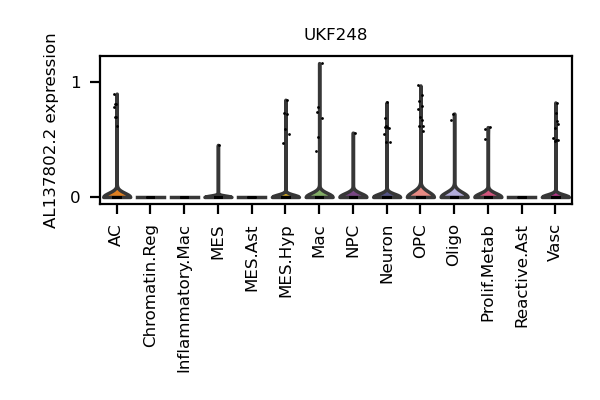 UKF248
AL137802.2 expression
1
0
AC
Chromatin.Reg
Inflammatory.Mac
MES
MES.Ast
MES.Hyp
Mac
NPC
Neuron
OPC
Oligo
Prolif.Metab
Reactive.Ast
Vasc